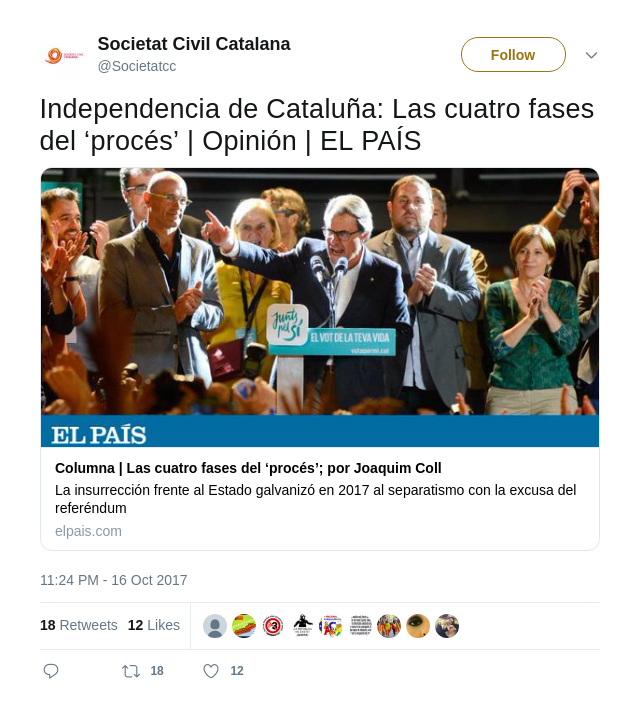 Societat Civil Catalana
@Societatcc
Follow
Independencia de Cataluña: Las cuatro fases
del ‘procés’ | Opinión | EL PAÍS
junts
pel
SÍ
EL VOT DE LA TEVA VIDA
EL PAÍS
Columna | Las cuatro fases del ‘procés’; por Joaquim Coll
La insurrección frente al Estado galvanizó en 2017 al separatismo con la excusa del
referéndum
elpais.com
11:24 PM - 16 Oct 2017
18 Retweets 12 Likes
18 12